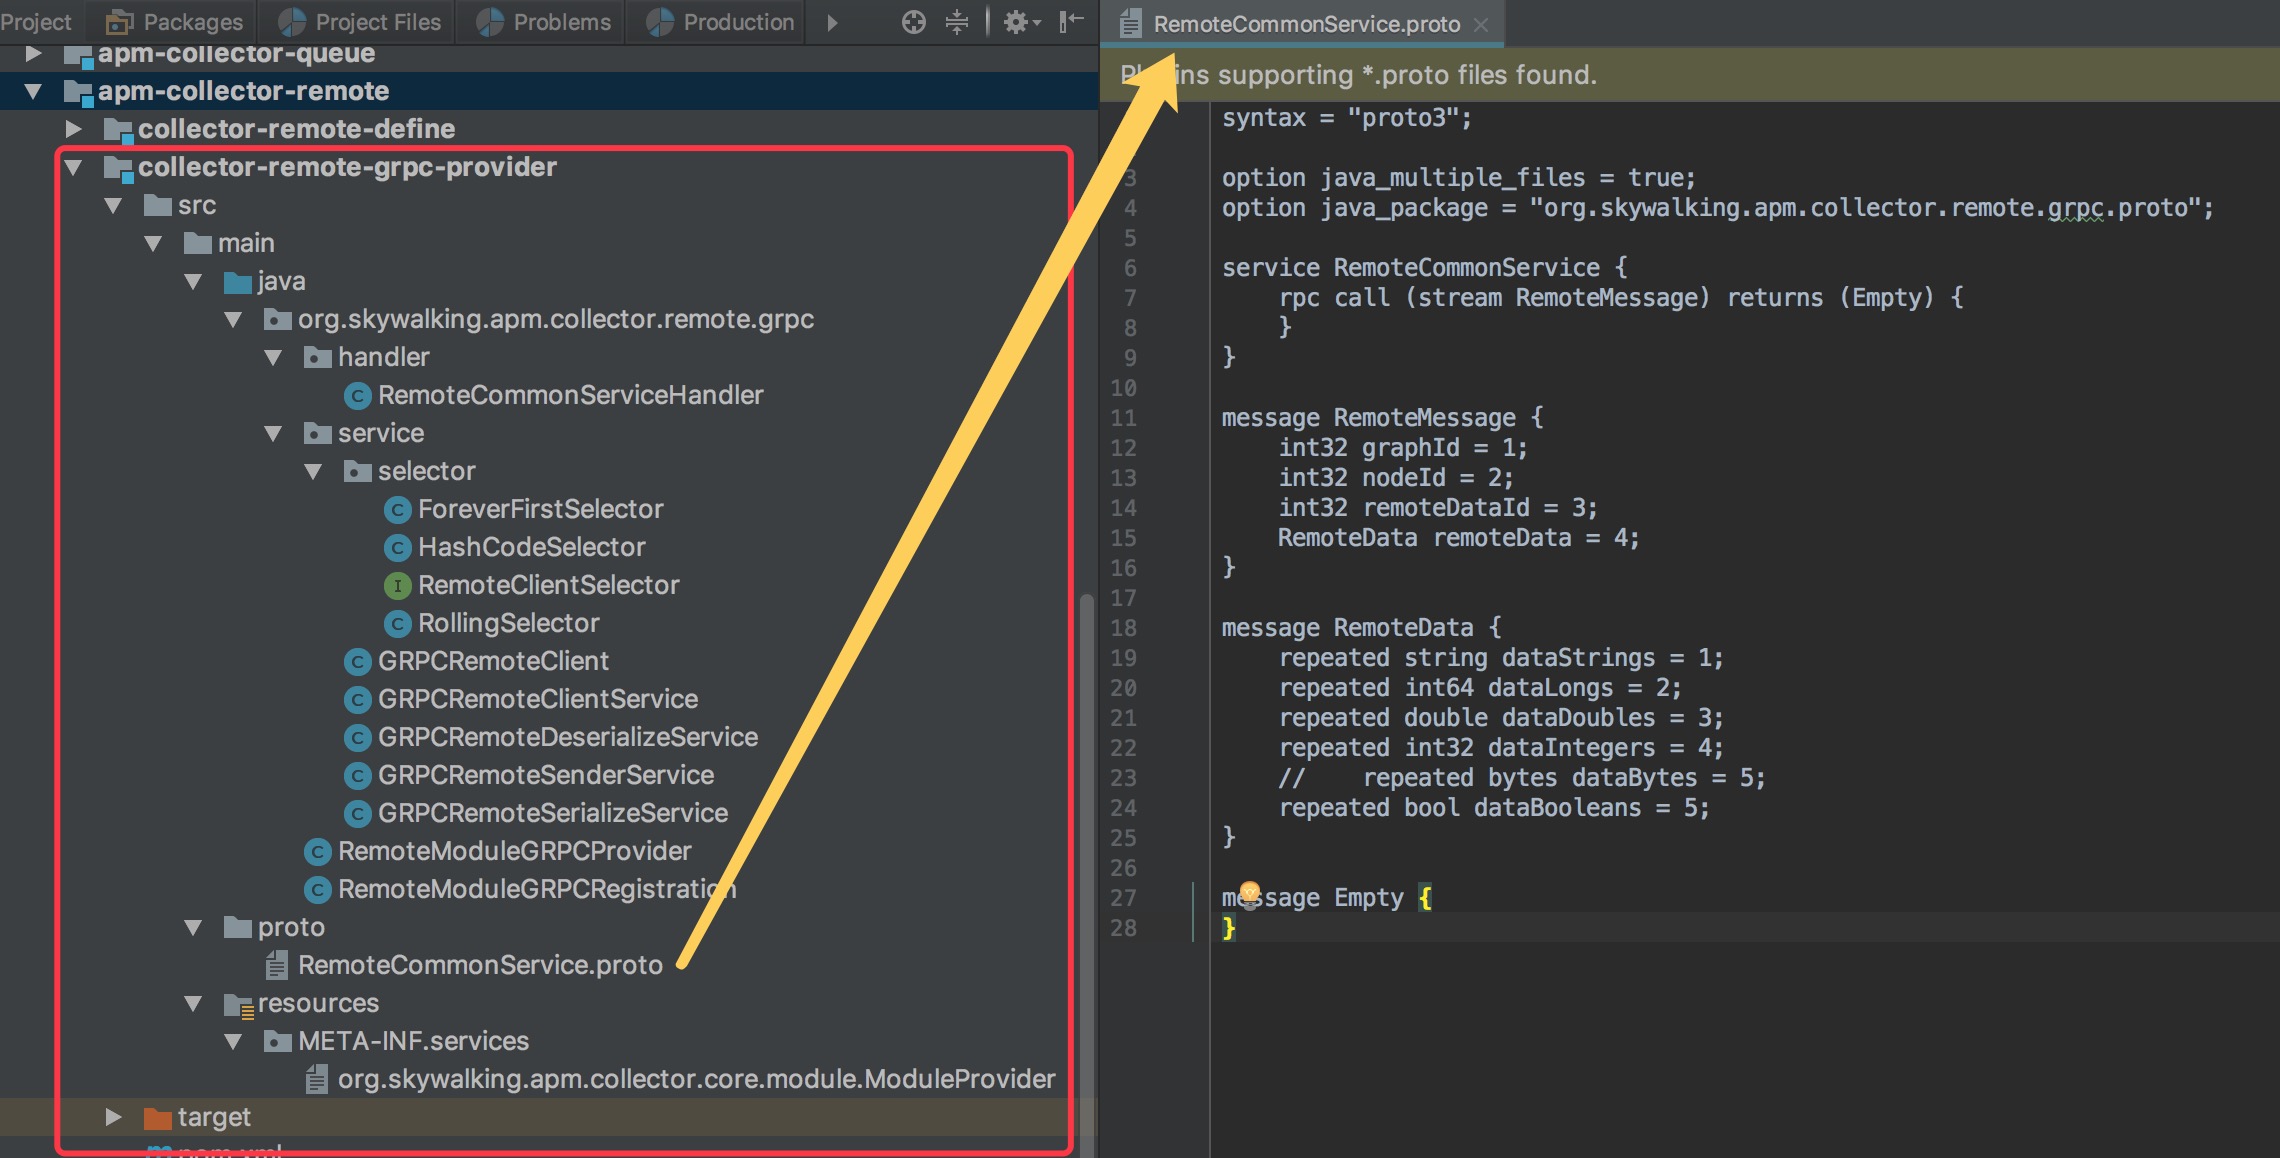 Project Packages Project Files Problems Production
apm-collector-queue
apm-collector-remote
collector-remote-define
collector-remote-grpc-provider
src
main
java
org.skywalking.apm.collector.remote.grpc
handler
RemoteCommonServiceHandler
service
selector
ForeverFirstSelector
HashCodeSelector
RemoteClientSelector
RollingSelector
GRPCRemoteClient
GRPCRemoteClientService
GRPCRemoteDeserializeService
GRPCRemoteSenderService
GRPCRemoteSerializeService
RemoteModuleGRPCProvider
RemoteModuleGRPCRegistration
proto
RemoteCommonService.proto
resources
META-INF.services
org.skywalking.apm.collector.core.module.ModuleProvider
target
pom.xml
RemoteCommonService.proto
supporting *.proto files found.
syntax = "proto3";
3 option java_multiple_files = true;
4 option java_package = "org.skywalking.apm.collector.remote.grpc.proto";
5
6 service RemoteCommonService {
7 rpc call (stream RemoteMessage) returns (Empty) {
8 }
9 }
10
11 message RemoteMessage {
12 int32 graphId = 1;
13 int32 nodeId = 2;
14 int32 remoteDataId = 3;
15 RemoteData remoteData = 4;
16 }
17
18 message RemoteData {
19 repeated string dataStrings = 1;
20 repeated int64 dataLongs = 2;
21 repeated double dataDoubles = 3;
22 repeated int32 dataIntegers = 4;
23 // repeated bytes dataBytes = 5;
24 repeated bool dataBooleans = 5;
25 }
26
27 message Empty {
28 }